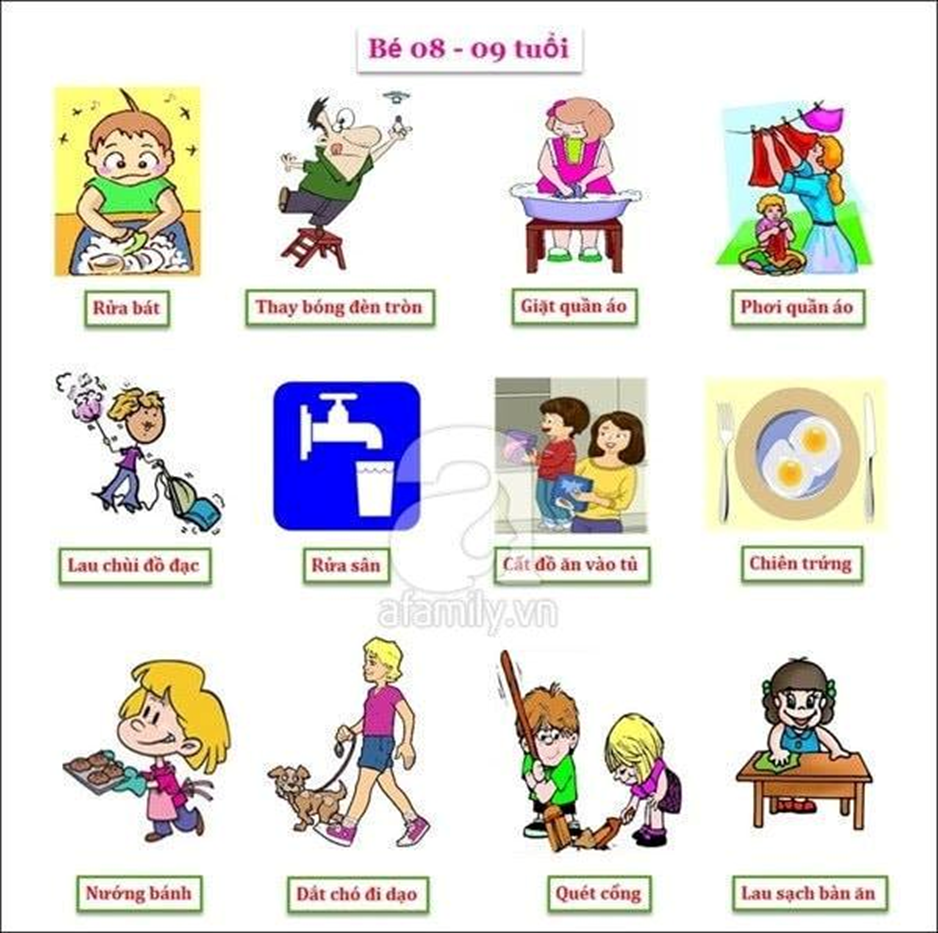 Bé 08 - 09 tuổi
Rửa bát
Thay bóng đèn tròn
Giặt quần áo
Phơi quần áo
Lau chùi đồ đạc
Rửa sân
Cất đồ ăn vào tủ
Chiên trứng
afamily.vn
Nướng bánh
Dắt chó đi dạo
Quét cổng
Lau sạch bàn ăn